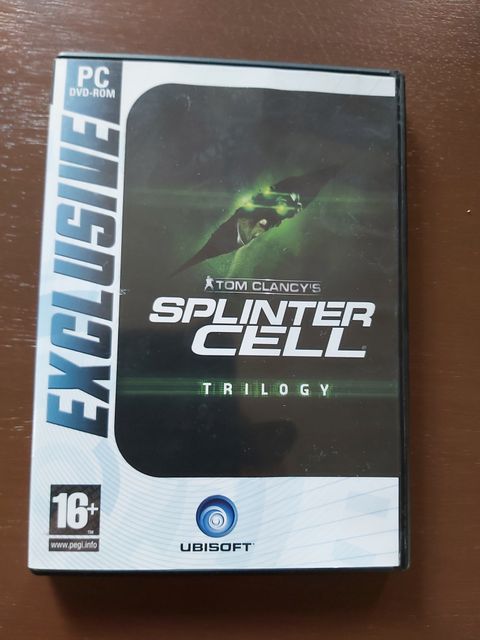 PC
DVD-ROM
EXCLUSIVE
TOM CLANCY'S
SPLINTER
CELL
TRILOGY
16+
www.pegi.info
UBISOFT